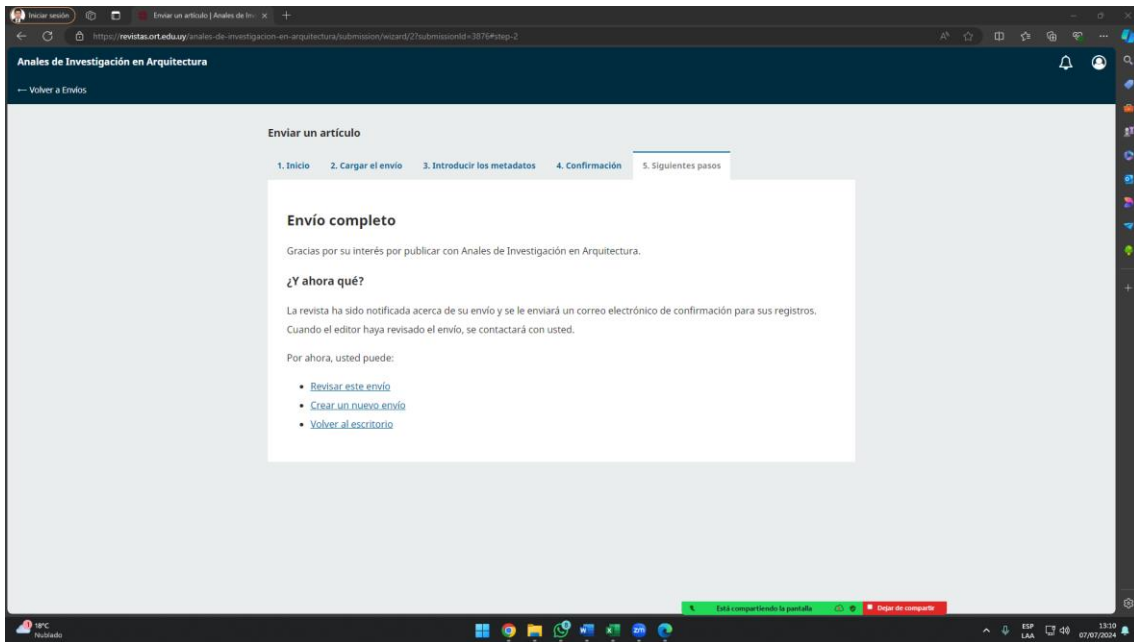 Iniciar sesión
Enviar un artículo | Anales de Inv
https://revistas.ort.edu.uy/anales-de-investigacion-en-arquitectura/submission/wizard/2?submissionId=3876#step-2
Anales de Investigación en Arquitectura
← Volver a Envíos
Enviar un artículo
1. Inicio 2. Cargar el envío 3. Introducir los metadatos 4. Confirmación 5. Siguientes pasos
Envío completo
Gracias por su interés por publicar con Anales de Investigación en Arquitectura.
¿Y ahora qué?
La revista ha sido notificada acerca de su envío y se le enviará un correo electrónico de confirmación para sus registros.
Cuando el editor haya revisado el envío, se contactará con usted.
Por ahora, usted puede:
• Revisar este envío
• Crear un nuevo envío
• Volver al escritorio
Está compartiendo la pantalla Dejar de compartir
18°C
Nublado
zm
ESP
LAA
13:10
07/07/2024